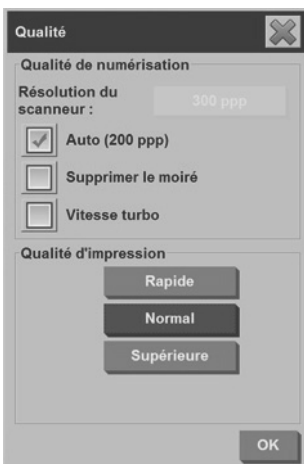 Qualité
Qualité de numérisation
Résolution du
scanneur :
300 ppp
Auto (200 ppp)
Supprimer le moiré
Vitesse turbo
Qualité d'impression
Rapide
Normal
Supérieure
OK